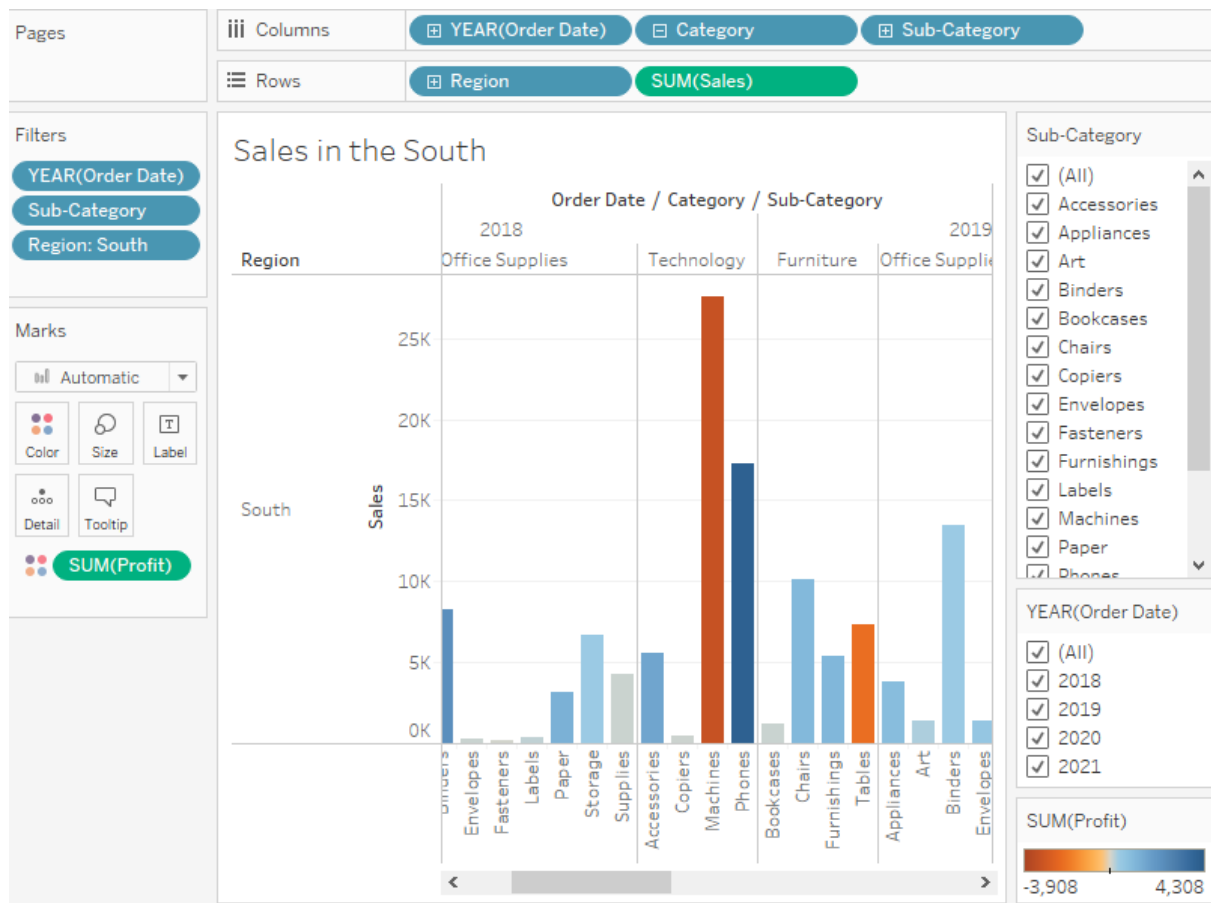 Pages
Columns
YEAR(Order Date)
Category
Sub-Category
Rows
Region
SUM(Sales)
Filters
YEAR(Order Date)
Sub-Category
Region: South
Marks
Automatic
Color
Size
T
Label
Detail
Tooltip
SUM(Profit)
Sales in the South
Order Date / Category / Sub-Category
2018
2019
Region
Office Supplies
Technology
Furniture
Office Supplie
South
Sales
25K
20K
15K
10K
5K
0K
Binders
Envelopes
Fasteners
Labels
Paper
Storage
Supplies
Accessories
Copiers
Machines
Phones
Bookcases
Chairs
Furnishings
Tables
Appliances
Art
Binders
Envelopes
Sub-Category
(All)
Accessories
Appliances
Art
Binders
Bookcases
Chairs
Copiers
Envelopes
Fasteners
Furnishings
Labels
Machines
Paper
Phones
YEAR(Order Date)
(All)
2018
2019
2020
2021
SUM(Profit)
-3,908
4,308